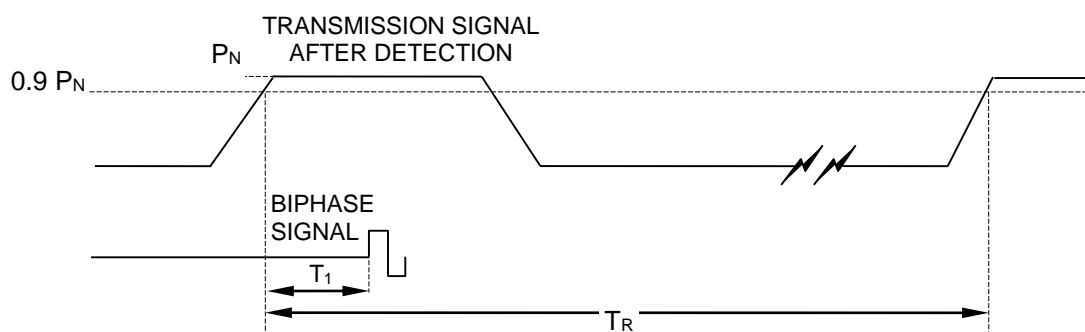 TRANSMISSION SIGNAL
AFTER DETECTION
PN
0.9 PN
BIPHASE
SIGNAL
T1
TR